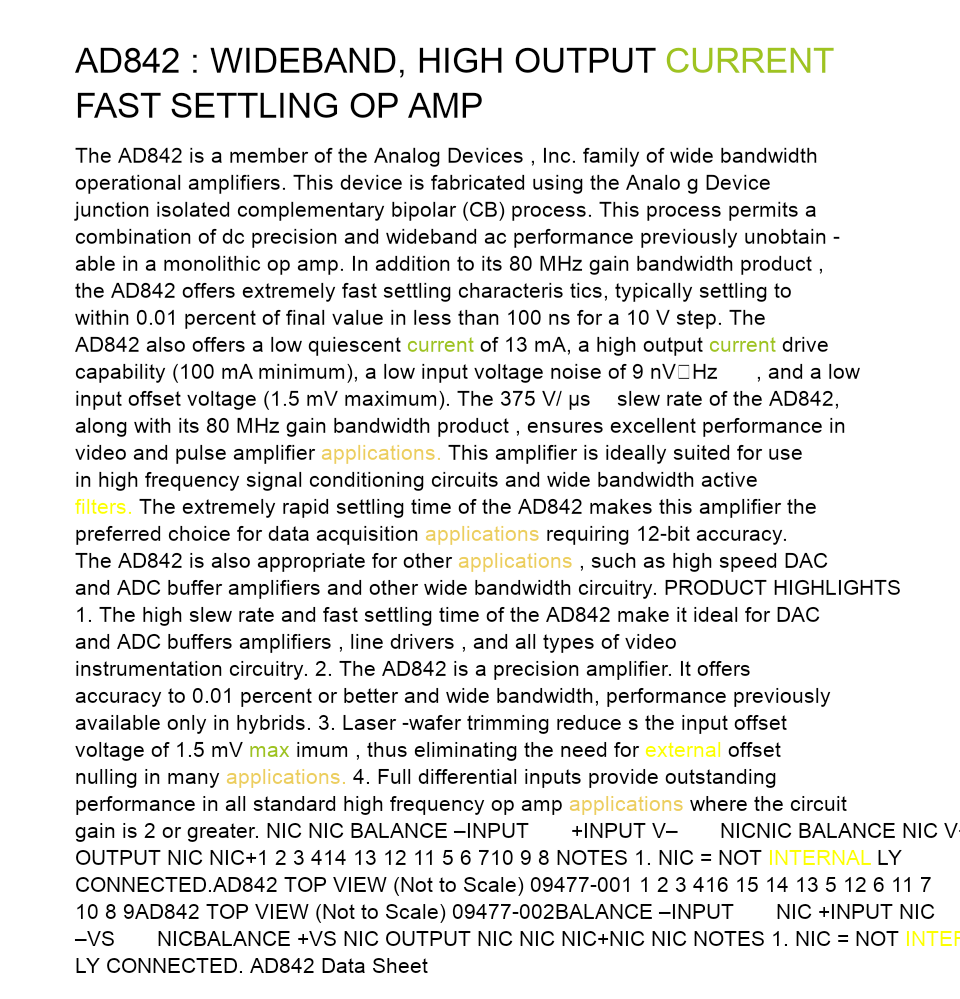 AD842 : WIDEBAND, HIGH OUTPUT CURRENT
FAST SETTLING OP AMP
The AD842 is a member of the Analog Devices , Inc. family of wide bandwidth
operational amplifiers. This device is fabricated using the Analo g Device
junction isolated complementary bipolar (CB) process. This process permits a
combination of dc precision and wideband ac performance previously unobtain -
able in a monolithic op amp. In addition to its 80 MHz gain bandwidth product ,
the AD842 offers extremely fast settling characteris tics, typically settling to
within 0.01 percent of final value in less than 100 ns for a 10 V step. The
AD842 also offers a low quiescent current of 13 mA, a high output current drive
capability (100 mA minimum), a low input voltage noise of 9 nV□Hz , and a low
input offset voltage (1.5 mV maximum). The 375 V/ µs slew rate of the AD842,
along with its 80 MHz gain bandwidth product , ensures excellent performance in
video and pulse amplifier applications. This amplifier is ideally suited for use
in high frequency signal conditioning circuits and wide bandwidth active
filters. The extremely rapid settling time of the AD842 makes this amplifier the
preferred choice for data acquisition applications requiring 12-bit accuracy.
The AD842 is also appropriate for other applications , such as high speed DAC
and ADC buffer amplifiers and other wide bandwidth circuitry. PRODUCT HIGHLIGHTS
1. The high slew rate and fast settling time of the AD842 make it ideal for DAC
and ADC buffers amplifiers , line drivers , and all types of video
instrumentation circuitry. 2. The AD842 is a precision amplifier. It offers
accuracy to 0.01 percent or better and wide bandwidth, performance previously
available only in hybrids. 3. Laser -wafer trimming reduce s the input offset
voltage of 1.5 mV max imum , thus eliminating the need for external offset
nulling in many applications. 4. Full differential inputs provide outstanding
performance in all standard high frequency op amp applications where the circuit
gain is 2 or greater. NIC NIC BALANCE –INPUT +INPUT V– NICNIC BALANCE NIC
OUTPUT NIC NIC+1 2 3 414 13 12 11 5 6 710 9 8 NOTES 1. NIC = NOT INTERNAL LY
CONNECTED.AD842 TOP VIEW (Not to Scale) 09477-001 1 2 3 416 15 14 13 5 12 6 11 7
10 8 9AD842 TOP VIEW (Not to Scale) 09477-002BALANCE –INPUT NIC +INPUT NIC
–VS NICBALANCE +VS NIC OUTPUT NIC NIC NIC+NIC NIC NOTES 1. NIC = NOT
LY CONNECTED. AD842 Data Sheet